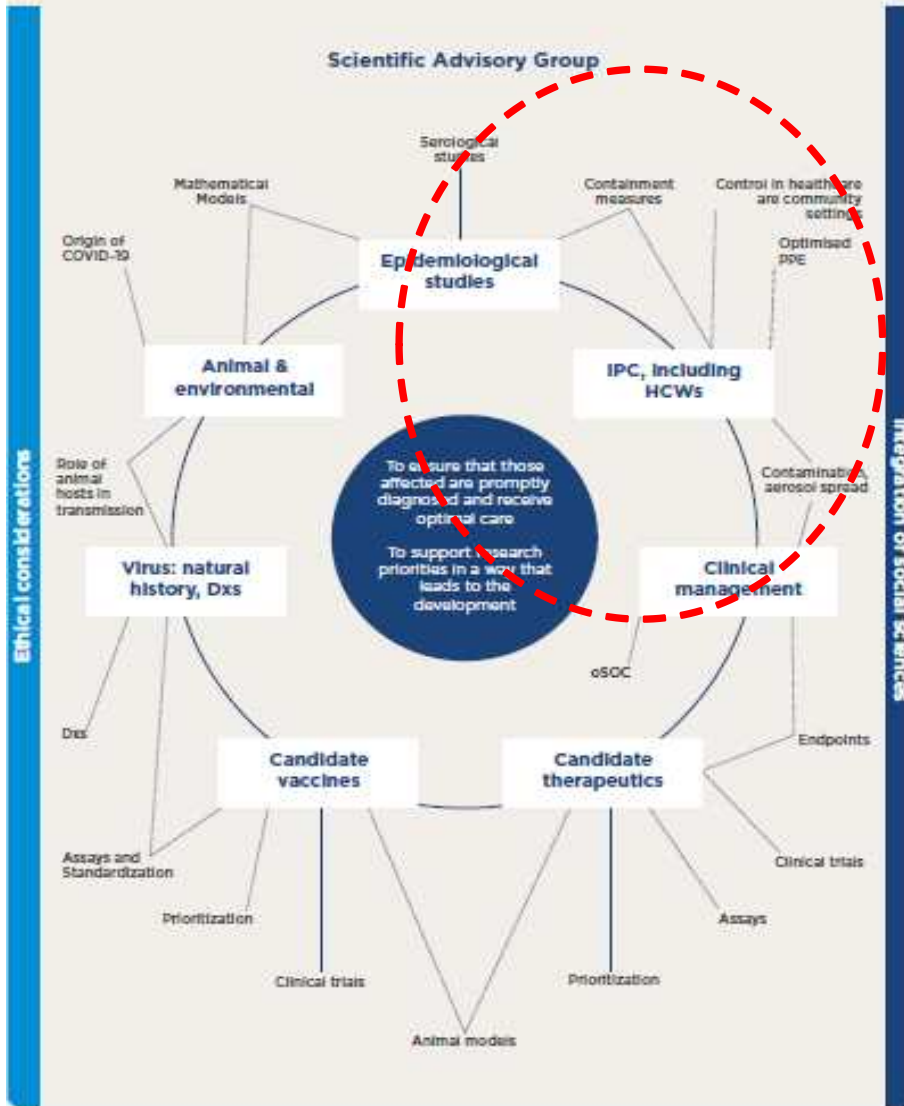 Scientific Advisory Group
Serological
studies
Mathematical
Models
Containment
measures
Control in healthcare
are community
settings
Origin of
COVID-19
Optimised
PPE
Epidemiological
studies
Animal &
environmental
IPC, including
HCWs
To ensure that those
affected are promptly
diagnosed and receive
optimal care
To support research
priorities in a way that
leads to the
development
Role of
animal
hosts in
transmission
Contamination,
aerosol spread
Virus: natural
history, Dxs
Clinical
management
oSOC
Dxs
Endpoints
Candidate
vaccines
Candidate
therapeutics
Assays and
Standardization
Clinical trials
Prioritization
Assays
Clinical trials
Prioritization
Animal models
Ethical considerations
Integration of social sciences